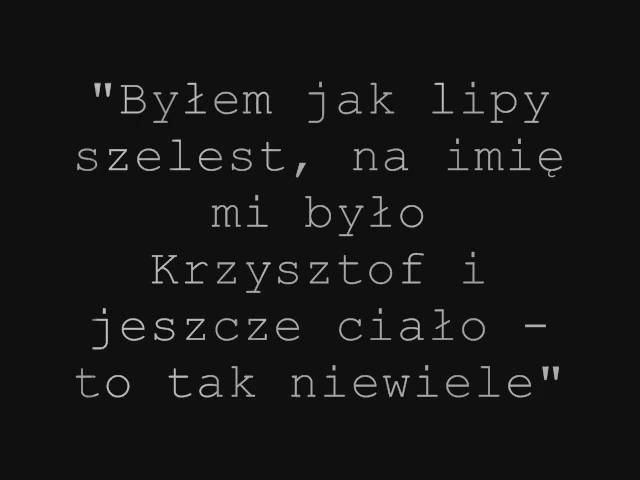 "Byłem jak lipy
szelest, na imię
mi było
Krzysztof i
jeszcze ciało -
to tak niewiele"